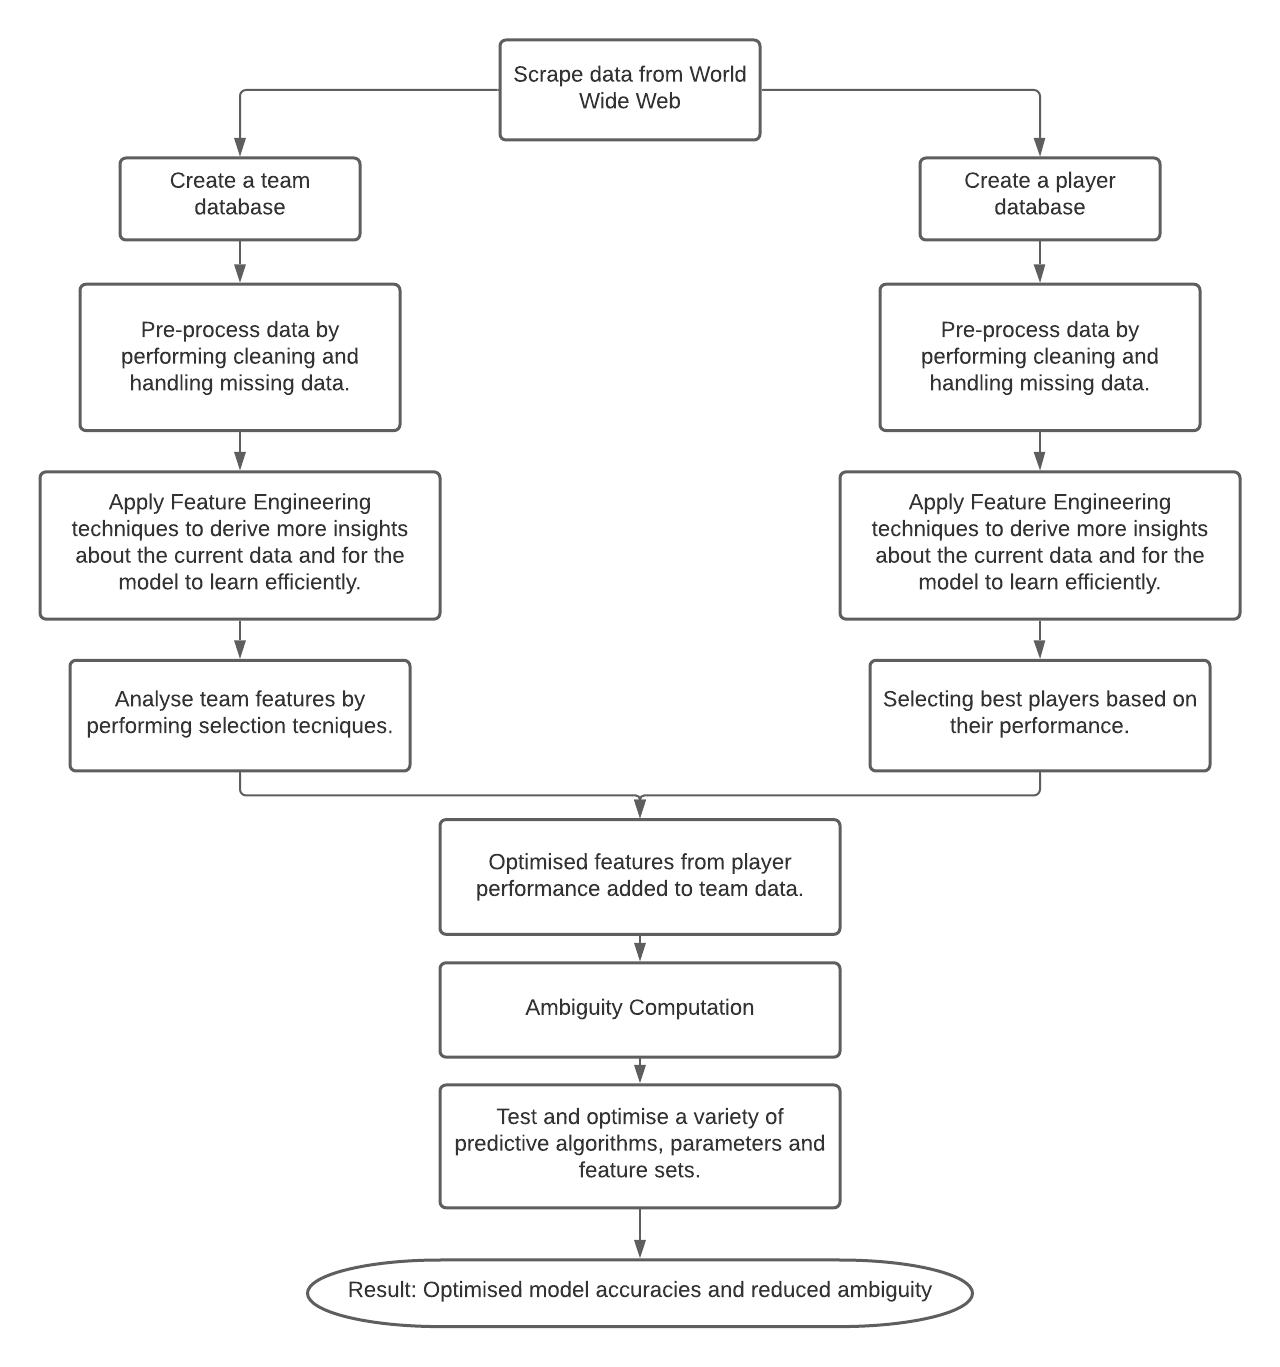 Scrape data from World
Wide Web
Create a team
database
Create a player
database
Pre-process data by
performing cleaning and
handling missing data.
Pre-process data by
performing cleaning and
handling missing data.
Apply Feature Engineering
techniques to derive more insights
about the current data and for the
model to learn efficiently.
Apply Feature Engineering
techniques to derive more insights
about the current data and for the
model to learn efficiently.
Analyse team features by
performing selection tecniques.
Selecting best players based on
their performance.
Optimised features from player
performance added to team data.
Ambiguity Computation
Test and optimise a variety of
predictive algorithms, parameters and
feature sets.
Result: Optimised model accuracies and reduced ambiguity